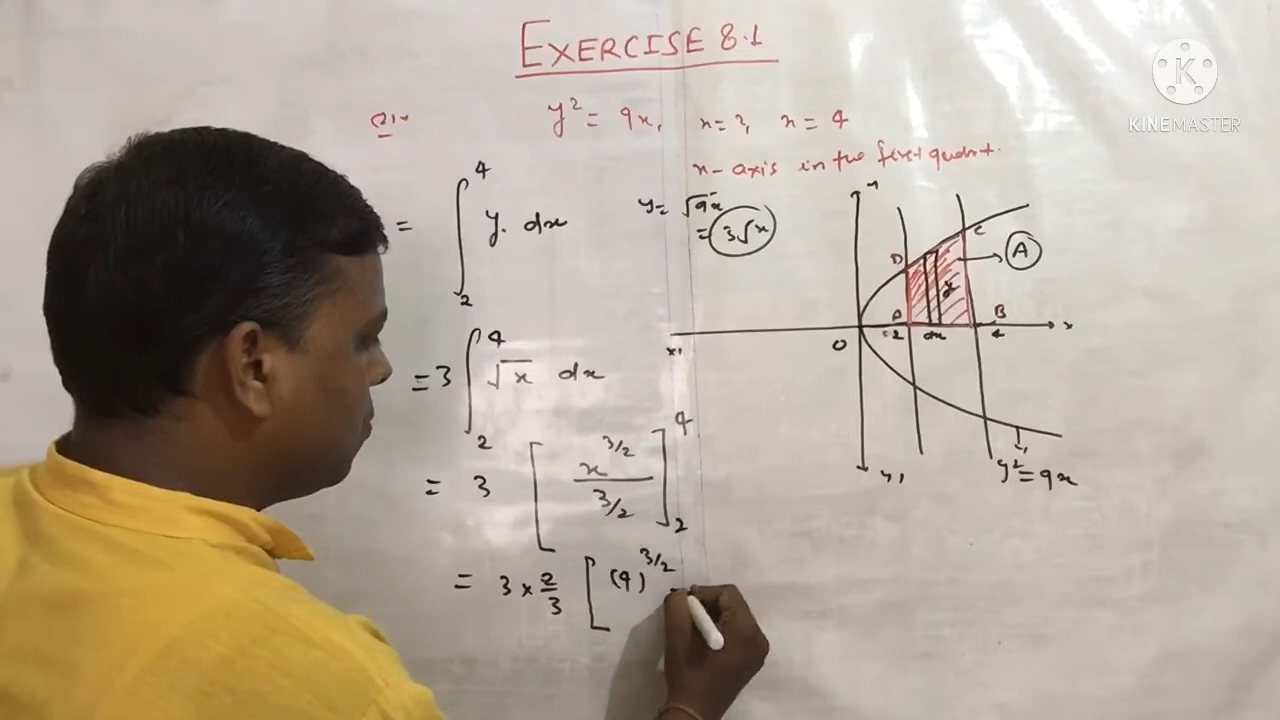 EXERCISE 8.1
KINEMASTER
y² = 9x, x=2, x=4
x-axis in the first quadrant.
= ∫₂⁴ y. dx
y = √9x
= 3√x
= 3 ∫₂⁴ √x dx
= 3 [ x^3/2 / 3/2 ]₂⁴
= 3 × 2/3 [ (4)^3/2 -
C
D
A
y
A
B
x
x1
O
=2
dx
4
y1
y² = 9x